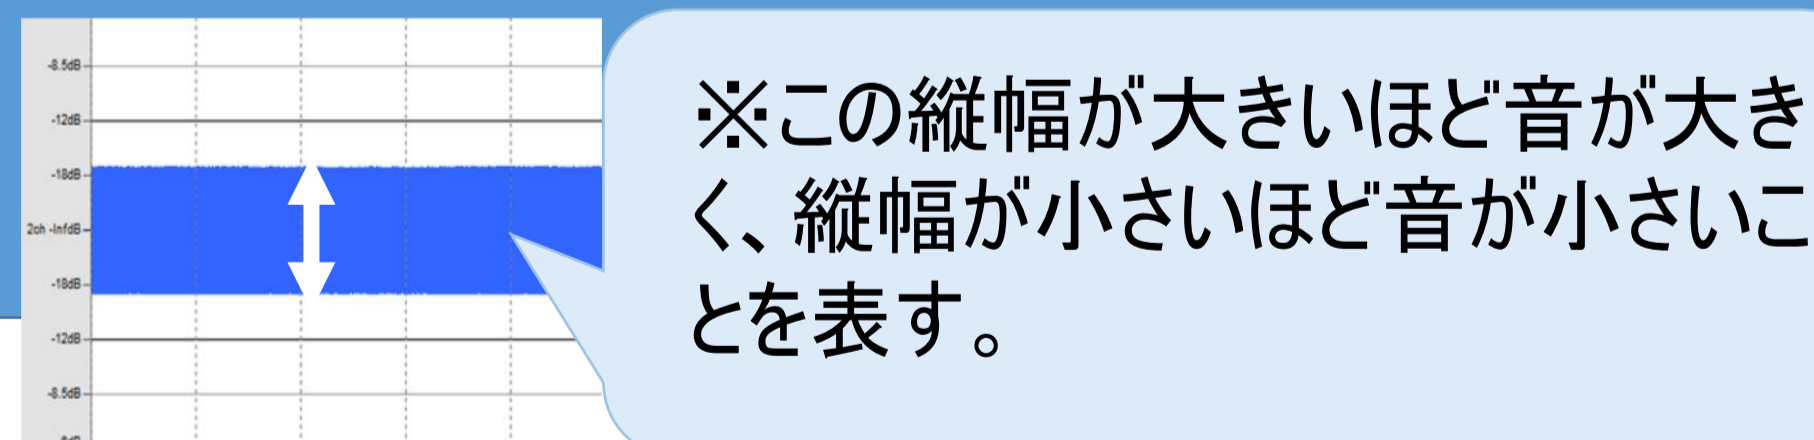 -8.5dB
-12dB
-18dB
2ch -InfdB
-18dB
-12dB
-8.5dB
※この縦幅が大きいほど音が大き
く、縦幅が小さいほど音が小さいこ
とを表す。